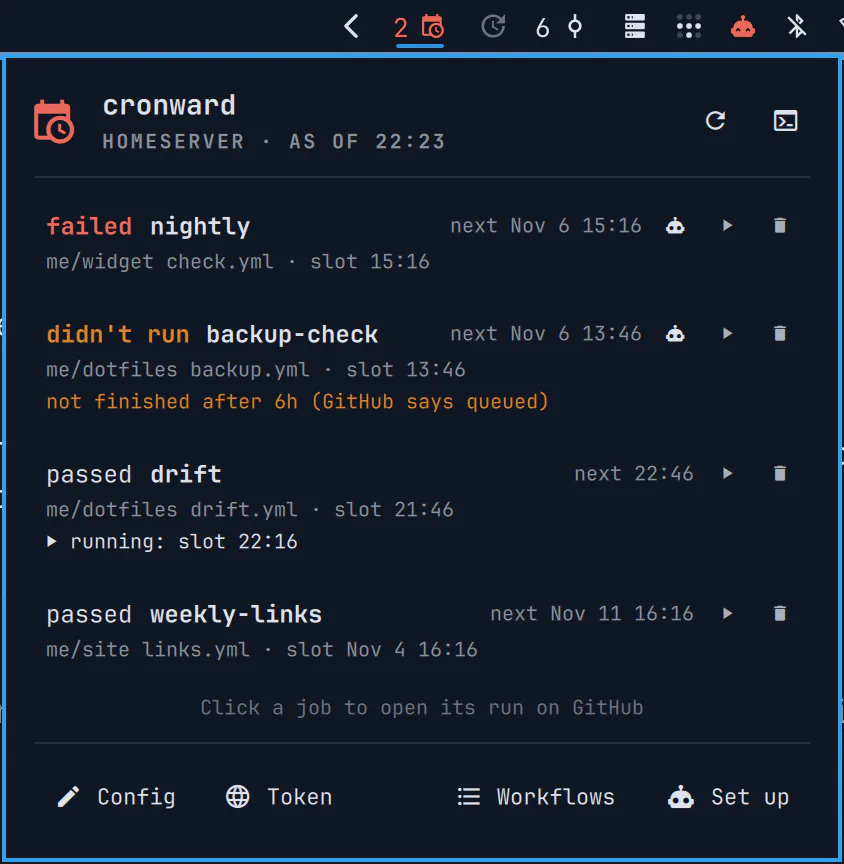 2 6
cronward
HOMESERVER · AS OF 22:23
failed nightly next Nov 6 15:16
me/widget check.yml · slot 15:16
didn't run backup-check next Nov 6 13:46
me/dotfiles backup.yml · slot 13:46
not finished after 6h (GitHub says queued)
passed drift next 22:46
me/dotfiles drift.yml · slot 21:46
running: slot 22:16
passed weekly-links next Nov 11 16:16
me/site links.yml · slot Nov 4 16:16
Click a job to open its run on GitHub
Config Token Workflows Set up